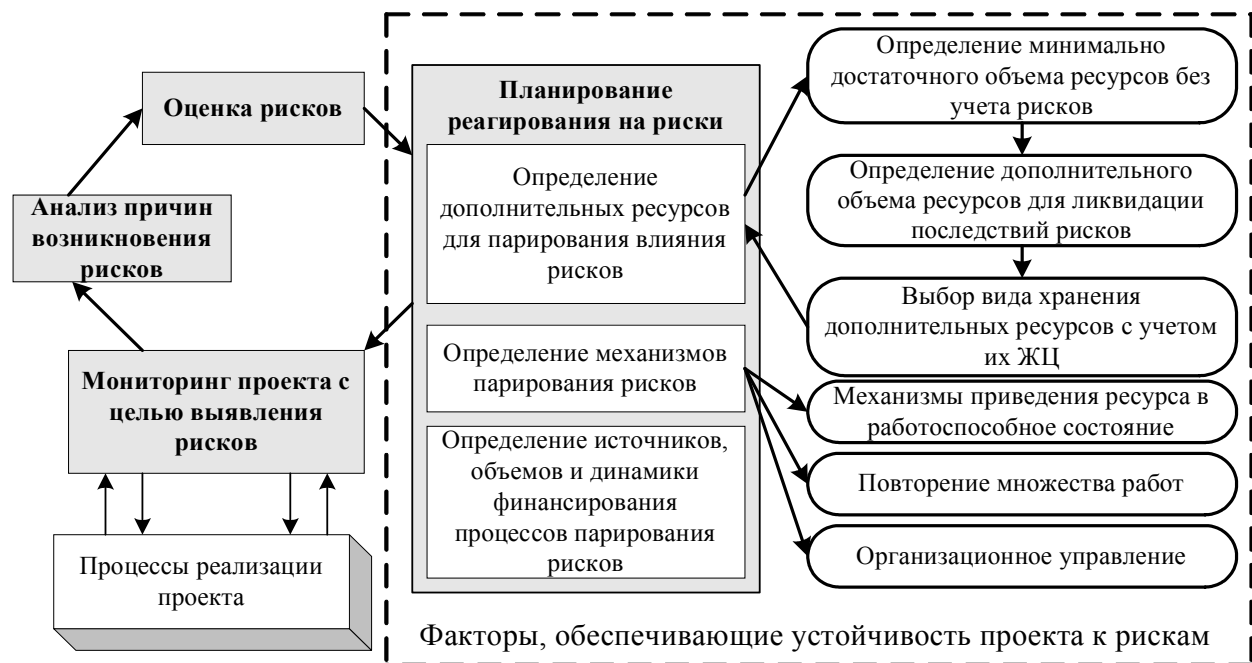 Оценка рисков
Анализ причин
возникновения
рисков
Мониторинг проекта с
целью выявления
рисков
Процессы реализации
проекта
Планирование
реагирования на риски
Определение
дополнительных ресурсов
для парирования влияния
рисков
Определение механизмов
парирования рисков
Определение источников,
объемов и динамики
финансирования
процессов парирования
рисков
Определение минимально
достаточного объема ресурсов без
учета рисков
Определение дополнительного
объема ресурсов для ликвидации
последствий рисков
Выбор вида хранения
дополнительных ресурсов с учетом
их ЖЦ
Механизмы приведения ресурса в
работоспособное состояние
Повторение множества работ
Организационное управление
Факторы, обеспечивающие устойчивость проекта к рискам